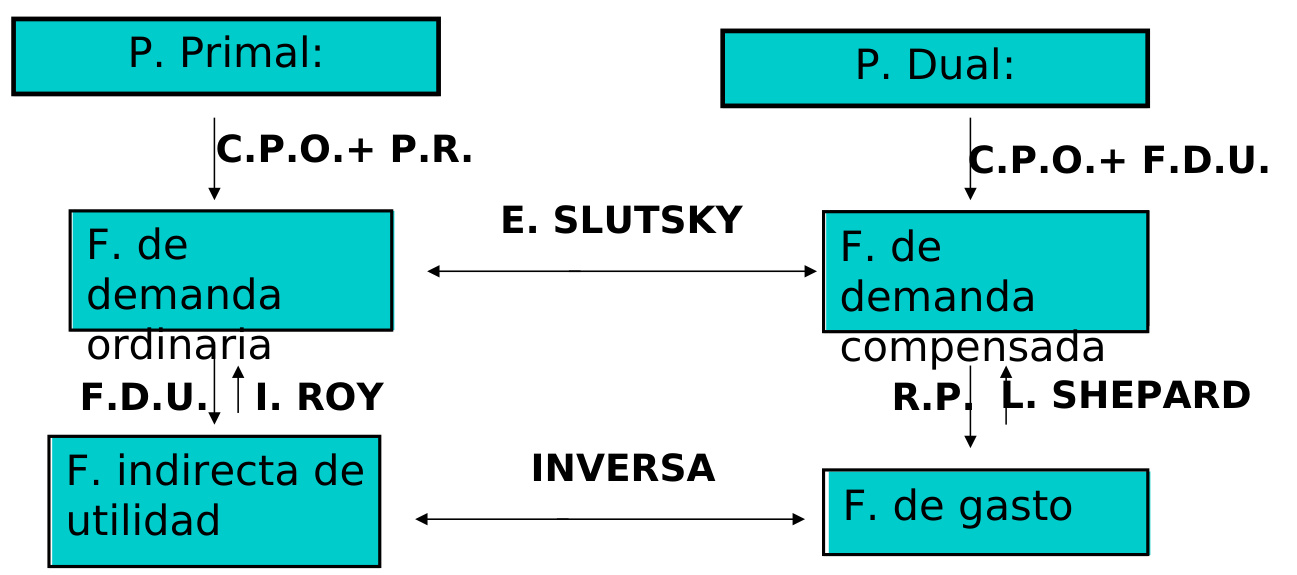 P. Primal:
P. Dual:
C.P.O.+ P.R.
C.P.O.+ F.D.U.
E. SLUTSKY
F. de
demanda
ordinaria
F. de
demanda
compensada
F.D.U.
I. ROY
R.P.
L. SHEPARD
F. indirecta de
utilidad
INVERSA
F. de gasto